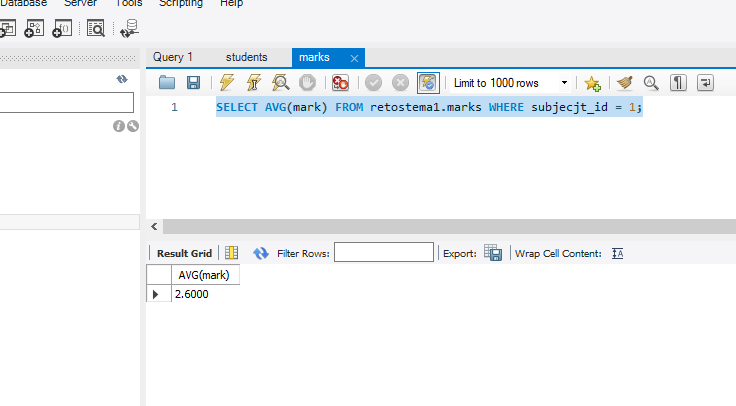 Database Server Tools Scripting Help
Query 1 students marks
Limit to 1000 rows
1 SELECT AVG(mark) FROM retostema1.marks WHERE subjecjt_id = 1;
Result Grid Filter Rows: Export: Wrap Cell Content:
AVG(mark)
2.6000